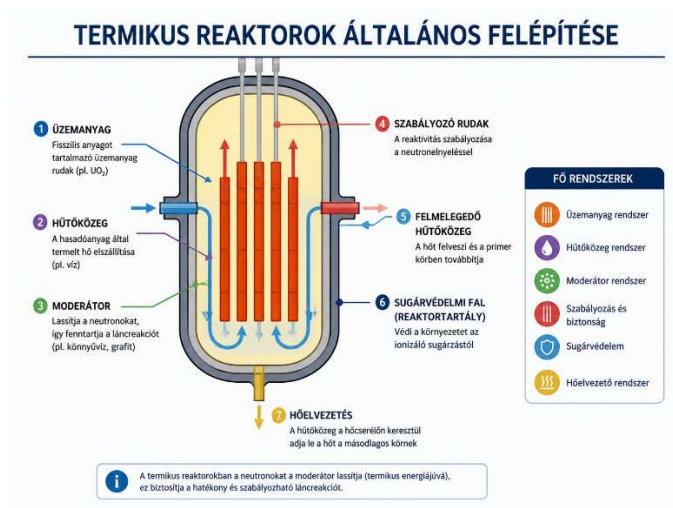 TERMIKUS REAKTOROK ÁLTALÁNOS FELÉPÍTÉSE
1 ÜZEMANYAG
Fisszilis anyagot
tartalmazó üzemanyag
rudak (pl. UO₂)
2 HŰTŐKÖZEG
A hasadóanyag által
termelt hő elszállítása
(pl. víz)
3 MODERÁTOR
Lassítja a neutronokat,
így fenntartja a láncreakciót
(pl. könnyűvíz, grafit)
4 SZABÁLYOZÓ RUDAK
A reaktivitás szabályozása
a neutronelnyeléssel
5 FELMELEGEDŐ
HŰTŐKÖZEG
A hőt felveszi és a primer
körben továbbítja
6 SUGÁRVÉDELMI FAL
(REAKTORTARTÁLY)
Védi a környezetet az
ionizáló sugárzástól
7 HŐELVEZETÉS
A hűtőközeg a hőcserélőn keresztül
adja le a hőt a másodlagos körnek
FŐ RENDSZEREK
Üzemanyag rendszer
Hűtőközeg rendszer
Moderátor rendszer
Szabályozás és
biztonság
Sugárvédelem
Hőelvezető rendszer
i
A termikus reaktorokban a neutronokat a moderátor lassítja (termikus energiájúvá),
ez biztosítja a hatékony és szabályozható láncreakciót.